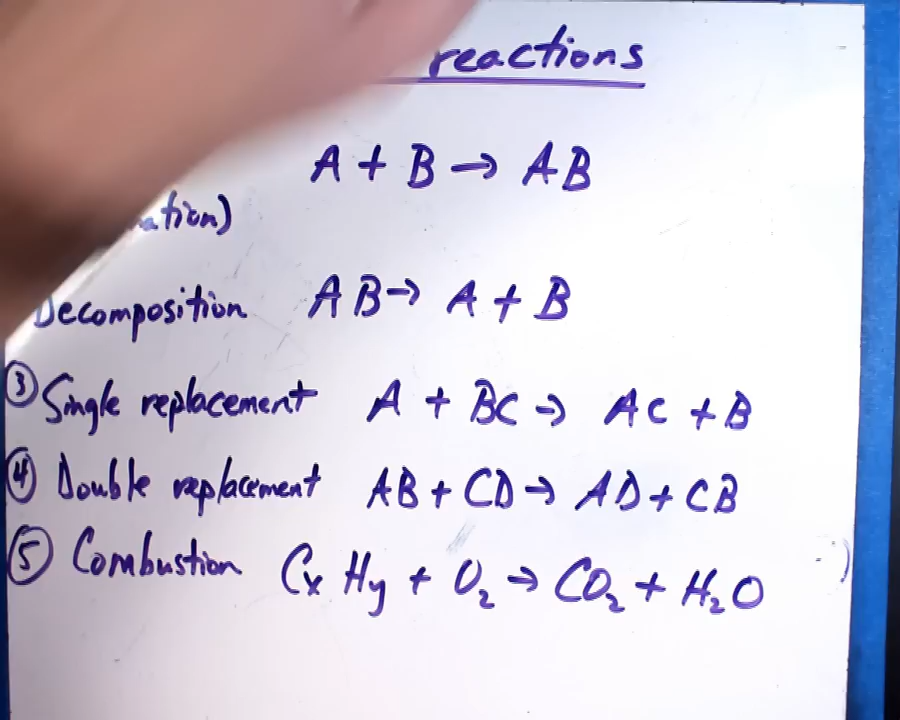 reactions
A + B → AB
Decomposition AB → A + B
③ Single replacement A + BC → AC + B
④ Double replacement AB + CD → AD + CB
⑤ Combustion CxHy + O₂ → CO₂ + H₂O